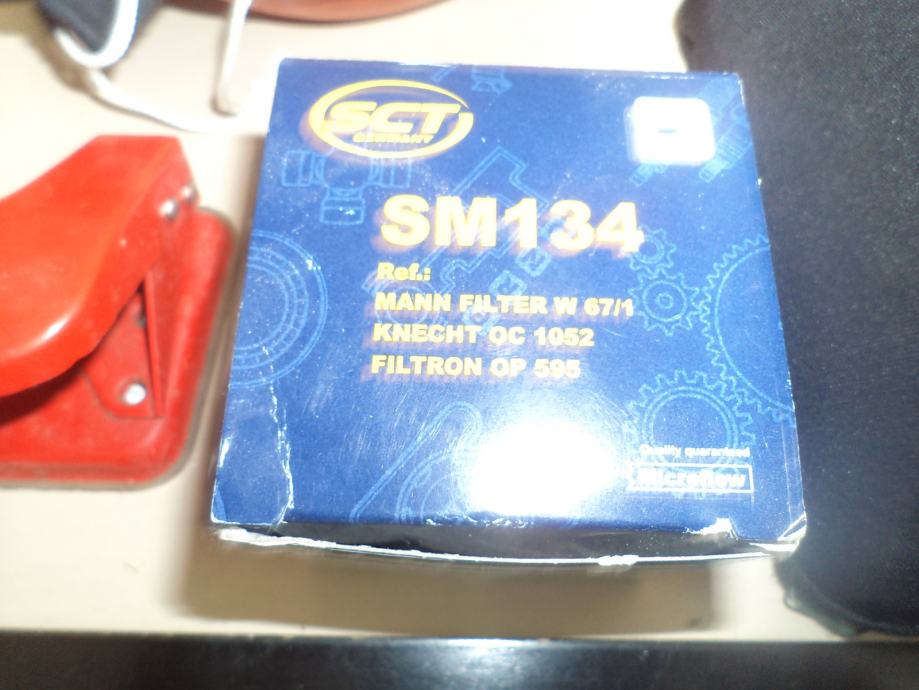 SCT
GERMANY
SM134
Ref.:
MANN FILTER W 67/1
KNECHT OC 1052
FILTRON OP 595
Quality guaranteed
Microflow